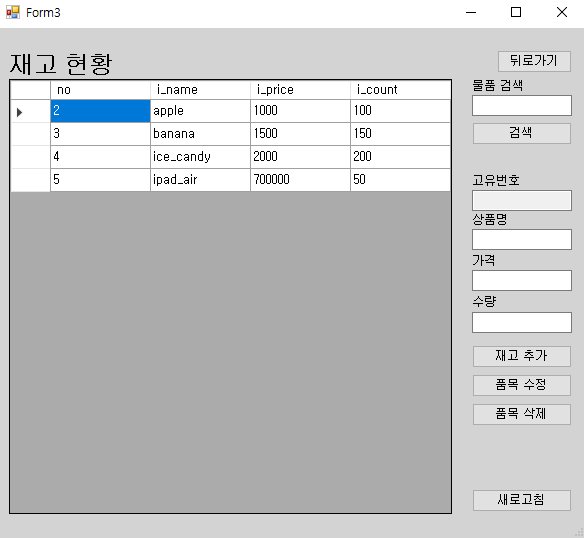 Form3
재고 현황
뒤로가기
no i_name i_price i_count
2 apple 1000 100
3 banana 1500 150
4 ice_candy 2000 200
5 ipad_air 700000 50
물품 검색
검색
고유번호
상품명
가격
수량
재고 추가
품목 수정
품목 삭제
새로고침